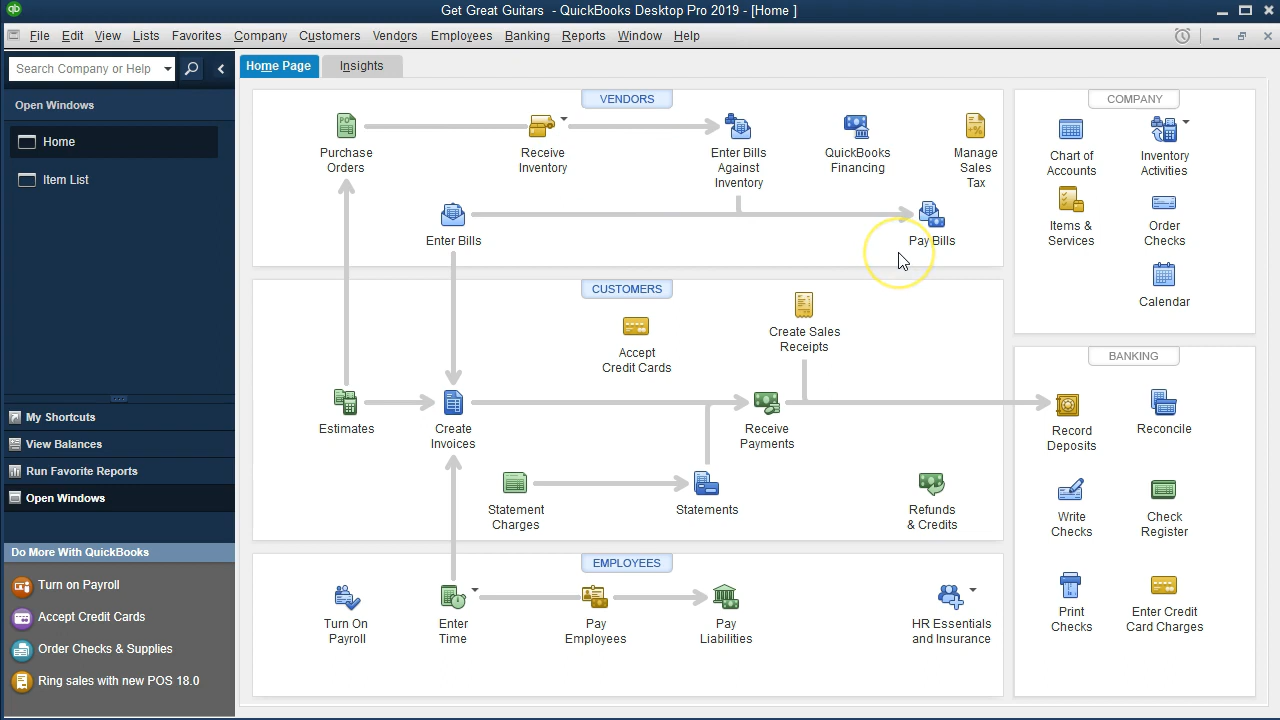 Get Great Guitars - QuickBooks Desktop Pro 2019 - [Home ]
File Edit View Lists Favorites Company Customers Vendors Employees Banking Reports Window Help
Search Company or Help
Open Windows
Home
Item List
My Shortcuts
View Balances
Run Favorite Reports
Open Windows
Do More With QuickBooks
Turn on Payroll
Accept Credit Cards
Order Checks & Supplies
Ring sales with new POS 18.0
Home Page
Insights
VENDORS
Purchase
Orders
Receive
Inventory
Enter Bills
Against
Inventory
QuickBooks
Financing
Manage
Sales
Tax
Enter Bills
Pay Bills
CUSTOMERS
Create Sales
Receipts
Accept
Credit Cards
Estimates
Create
Invoices
Receive
Payments
Statement
Charges
Statements
Refunds
& Credits
EMPLOYEES
Turn On
Payroll
Enter
Time
Pay
Employees
Pay
Liabilities
HR Essentials
and Insurance
COMPANY
Chart of
Accounts
Inventory
Activities
Items &
Services
Order
Checks
Calendar
BANKING
Record
Deposits
Reconcile
Write
Checks
Check
Register
Print
Checks
Enter Credit
Card Charges